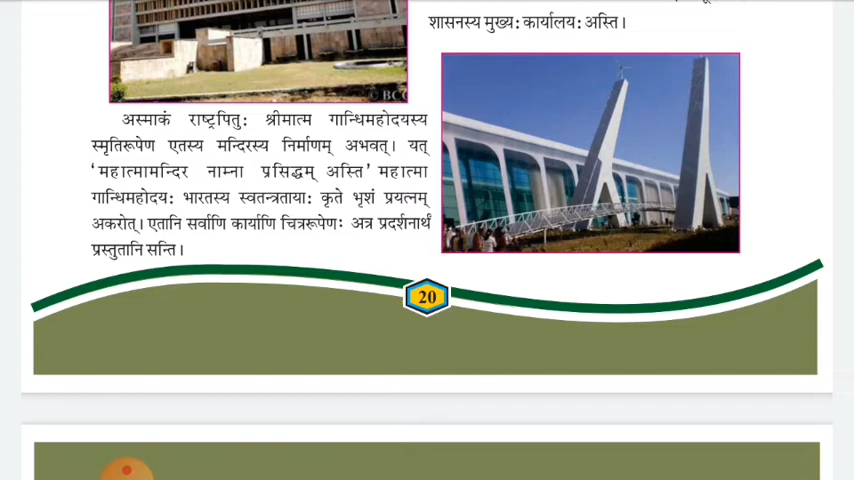 शासनस्य मुख्य: कार्यालय: अस्ति।
© BCC
अस्माकं राष्ट्रपितु: श्रीमात्म गान्धिमहोदयस्य
स्मृतिरूपेण एतस्य मन्दिरस्य निर्माणम् अभवत्। यत्
'महात्मामन्दिर नाम्ना प्रसिद्धम् अस्ति' महात्मा
गान्धिमहोदय: भारतस्य स्वतन्त्रताया: कृते भृशं प्रयत्नम्
अकरोत्। एतानि सर्वाणि कार्याणि चित्ररूपेणः अत्र प्रदर्शनार्थं
प्रस्तुतानि सन्ति।
20